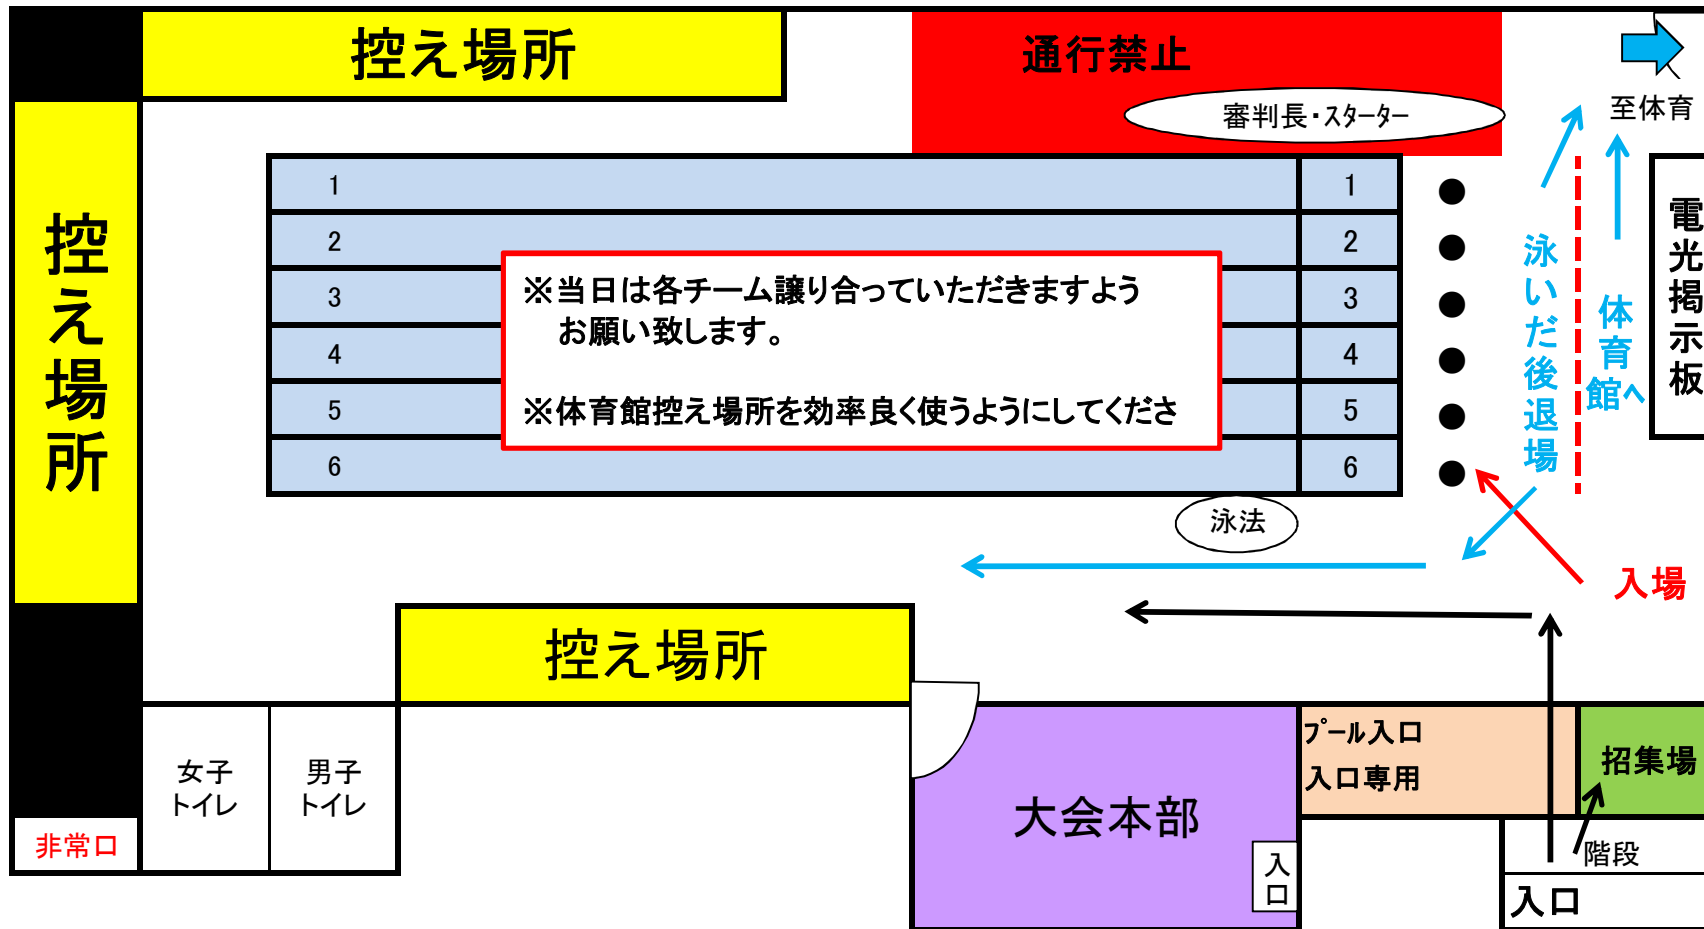 控え場所
通行禁止
審判長・スターター
至体育
控え場所
1
1
2
2
3
3
4
4
5
5
6
6
※当日は各チーム譲り合っていただきますよう
お願い致します。
※体育館控え場所を効率良く使うようにしてくださ
泳いだ後退場
体育館へ
電光掲示板
泳法
入場
控え場所
女子
トイレ
男子
トイレ
非常口
大会本部
入口
プール入口
入口専用
招集場
階段
入口